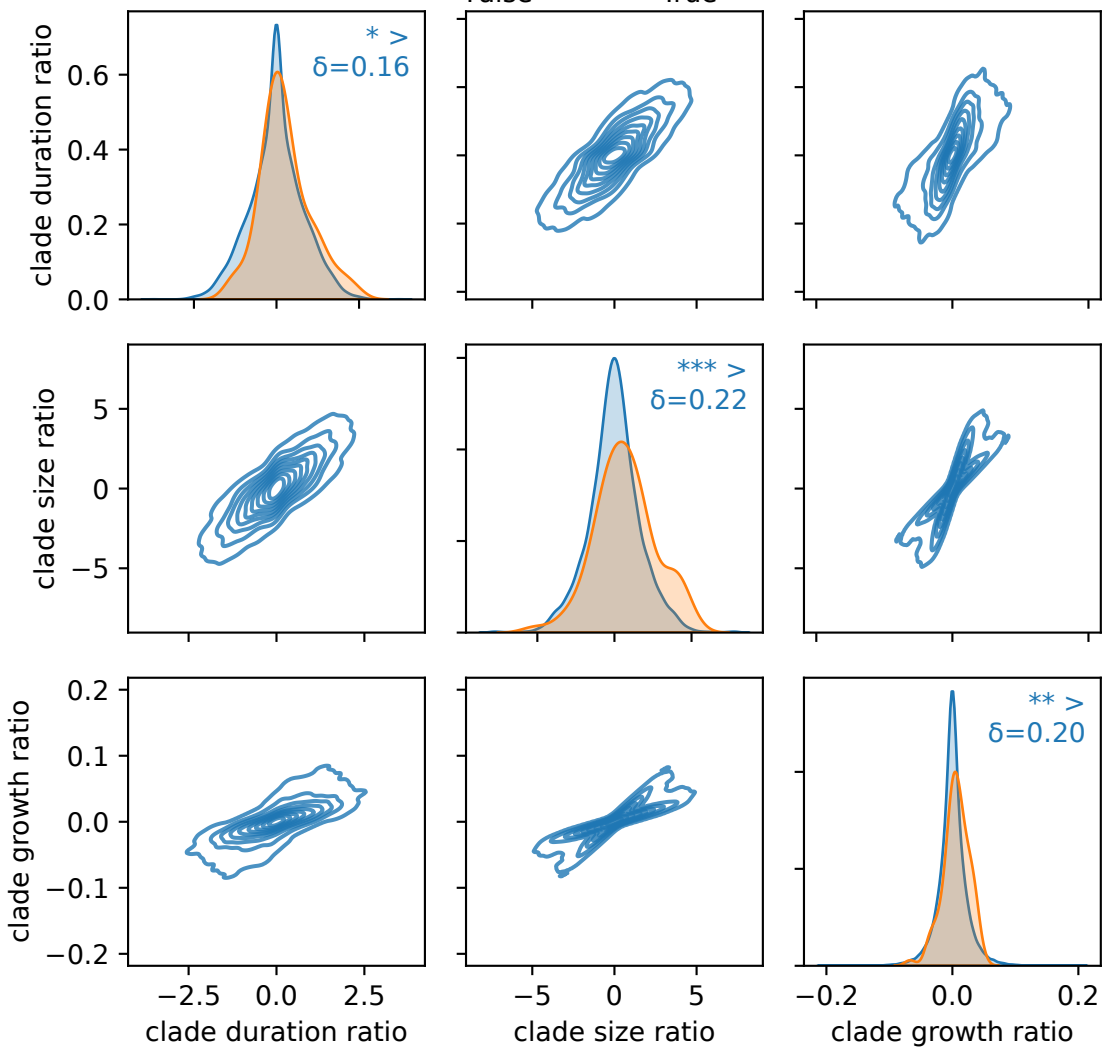 False True
clade duration ratio
0.6
0.4
0.2
0.0
* >
δ=0.16
clade size ratio
5
0
−5
*** >
δ=0.22
clade growth ratio
0.2
0.1
0.0
−0.1
−0.2
** >
δ=0.20
−2.5 0.0 2.5
−5 0 5
−0.2 0.0 0.2
clade duration ratio
clade size ratio
clade growth ratio